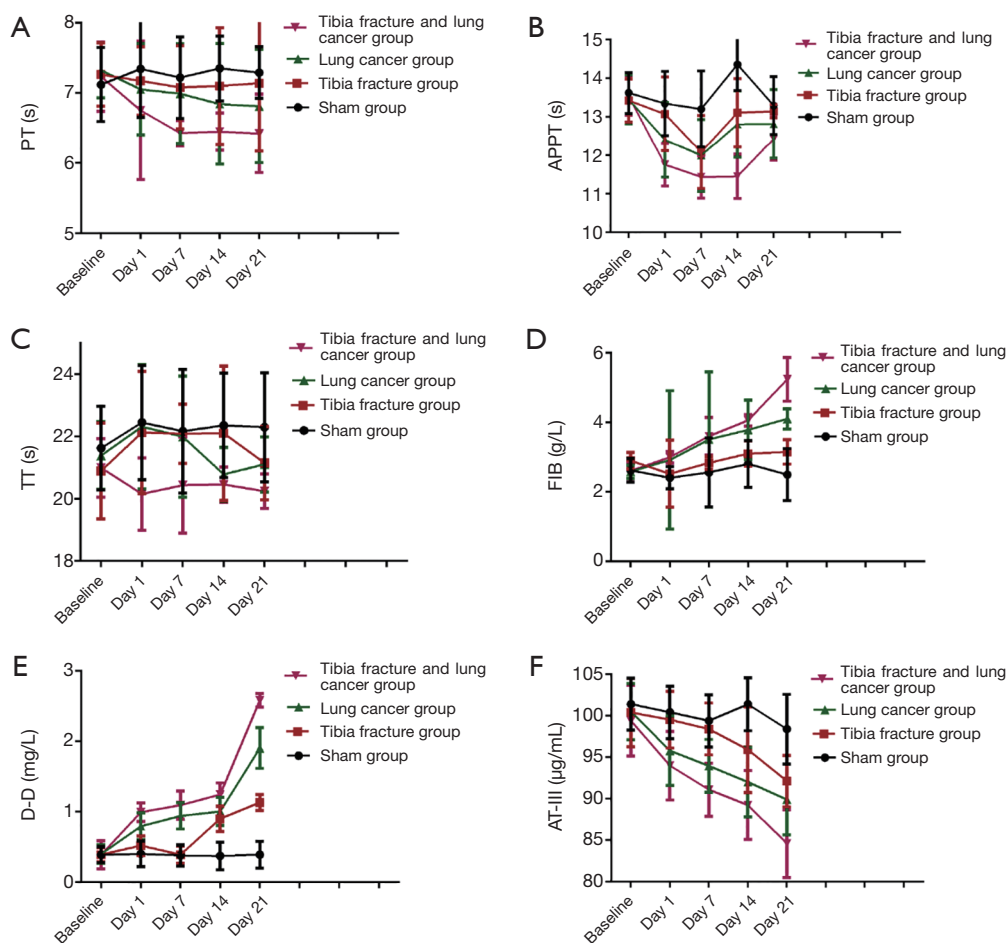 A
PT (s)
8
7
6
5
Baseline
Day 1
Day 7
Day 14
Day 21
Tibia fracture and lung
cancer group
Lung cancer group
Tibia fracture group
Sham group
B
APPT (s)
15
14
13
12
11
10
Baseline
Day 1
Day 7
Day 14
Day 21
Tibia fracture and lung
cancer group
Lung cancer group
Tibia fracture group
Sham group
C
TT (s)
24
22
20
18
Baseline
Day 1
Day 7
Day 14
Day 21
Tibia fracture and lung
cancer group
Lung cancer group
Tibia fracture group
Sham group
D
FIB (g/L)
6
4
2
0
Baseline
Day 1
Day 7
Day 14
Day 21
Tibia fracture and lung
cancer group
Lung cancer group
Tibia fracture group
Sham group
E
D-D (mg/L)
3
2
1
0
Baseline
Day 1
Day 7
Day 14
Day 21
Tibia fracture and lung
cancer group
Lung cancer group
Tibia fracture group
Sham group
F
AT-III (μg/mL)
105
100
95
90
85
80
Baseline
Day 1
Day 7
Day 14
Day 21
Tibia fracture and lung
cancer group
Lung cancer group
Tibia fracture group
Sham group